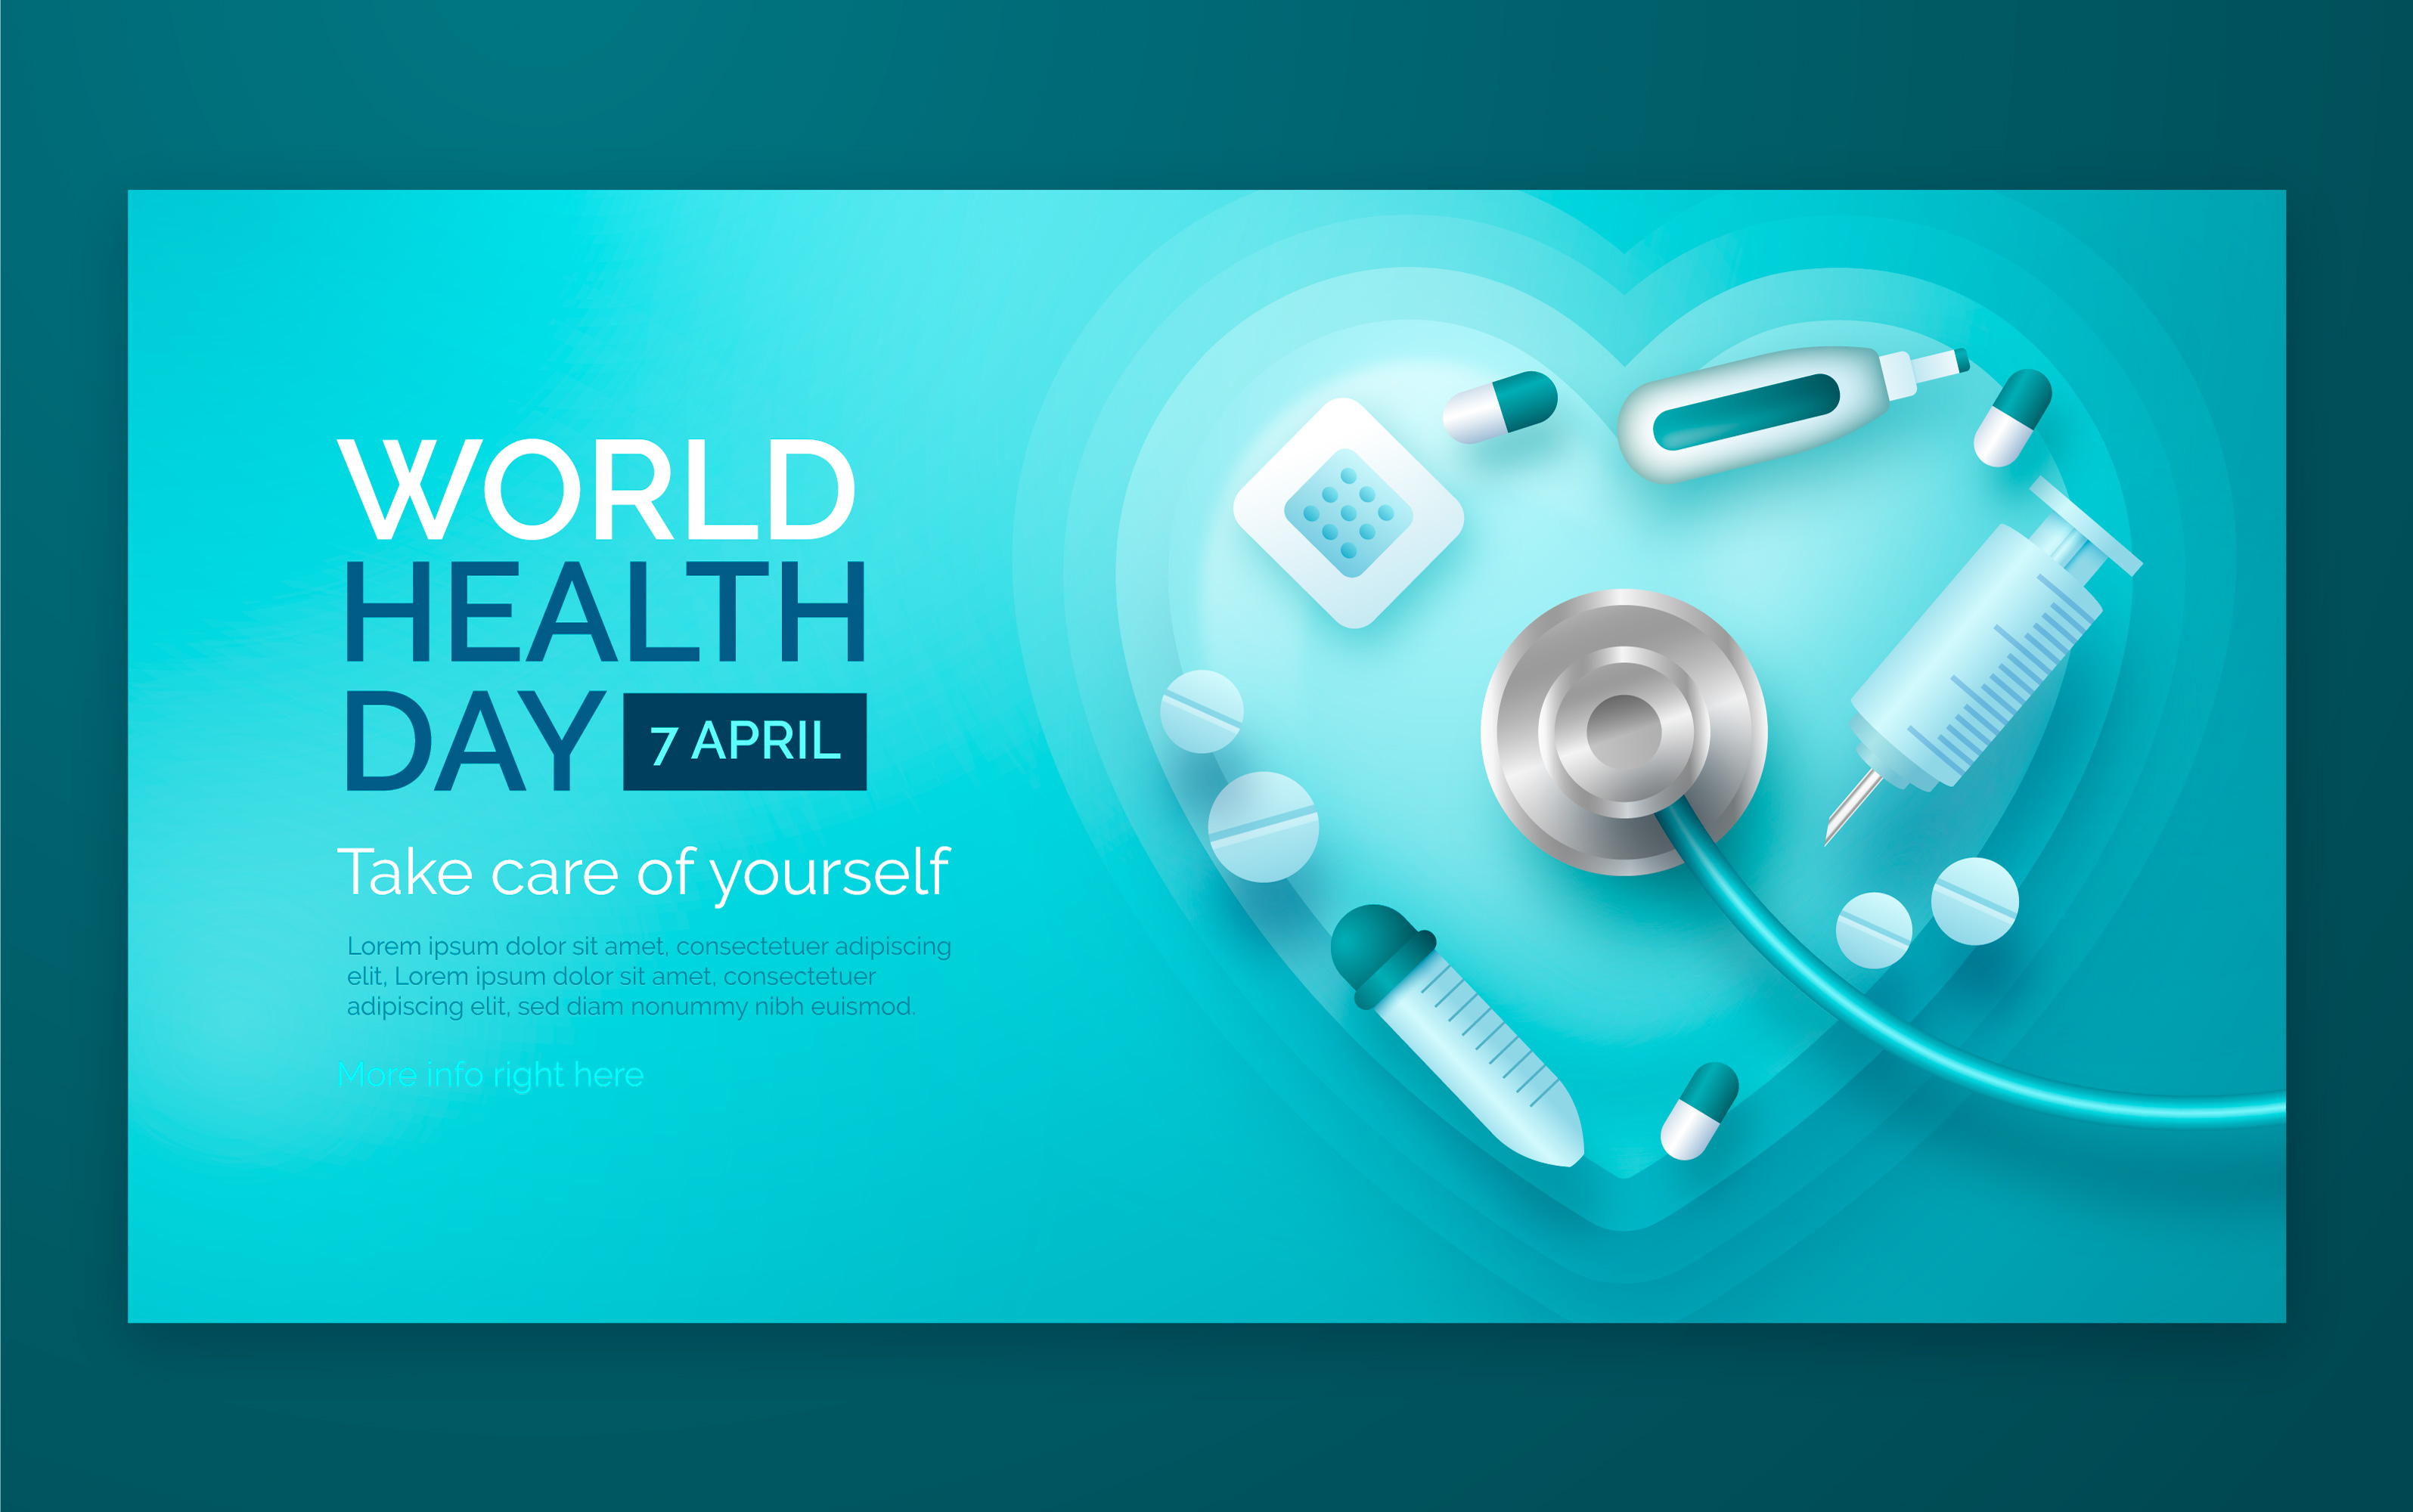 WORLD
HEALTH
DAY 7 APRIL
Take care of yourself
Lorem ipsum dolor sit amet, consectetuer adipiscing
elit, Lorem ipsum dolor sit amet, consectetuer
adipiscing elit, sed diam nonummy nibh euismod.
More info right here